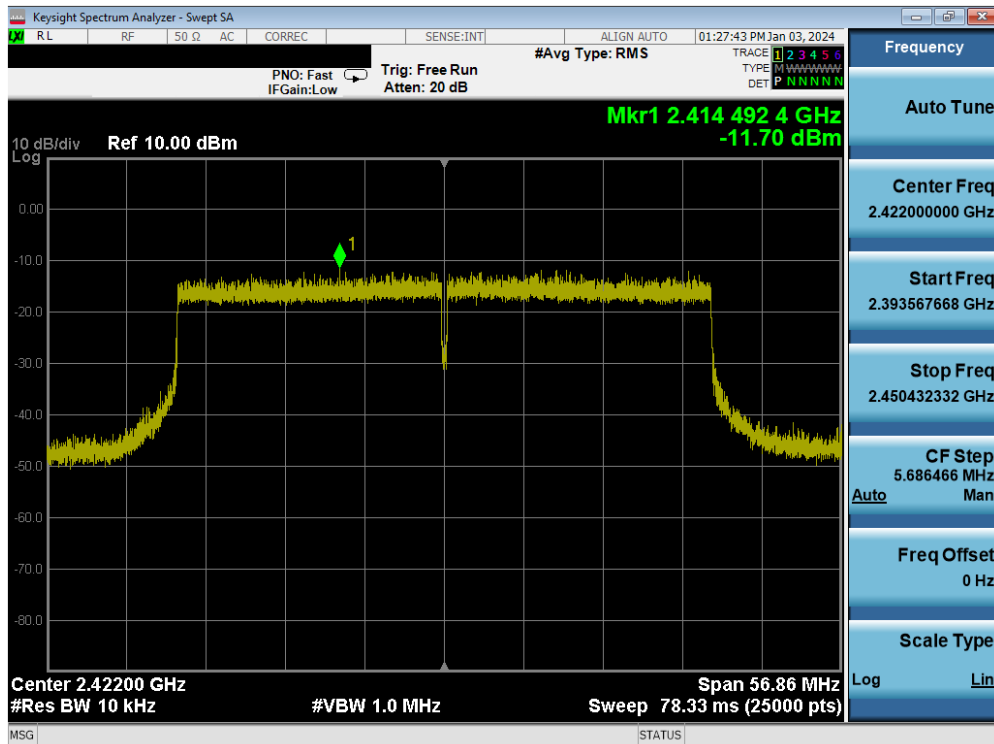 Keysight Spectrum Analyzer - Swept SA
LXI RL RF 50 Ω AC CORREC SENSE:INT ALIGN AUTO 01:27:43 PM Jan 03, 2024
PNO: Fast
IFGain:Low
Trig: Free Run
Atten: 20 dB
#Avg Type: RMS
TRACE 1 2 3 4 5 6
TYPE M WWWWW
DET P N N N N N
Mkr1 2.414 492 4 GHz
-11.70 dBm
10 dB/div
Log
Ref 10.00 dBm
1
0.00
-10.0
-20.0
-30.0
-40.0
-50.0
-60.0
-70.0
-80.0
Center 2.42200 GHz
Span 56.86 MHz
#Res BW 10 kHz
#VBW 1.0 MHz
Sweep 78.33 ms (25000 pts)
MSG
STATUS
Frequency
Auto Tune
Center Freq
2.422000000 GHz
Start Freq
2.393567668 GHz
Stop Freq
2.450432332 GHz
CF Step
5.686466 MHz
Auto Man
Freq Offset
0 Hz
Scale Type
Log Lin